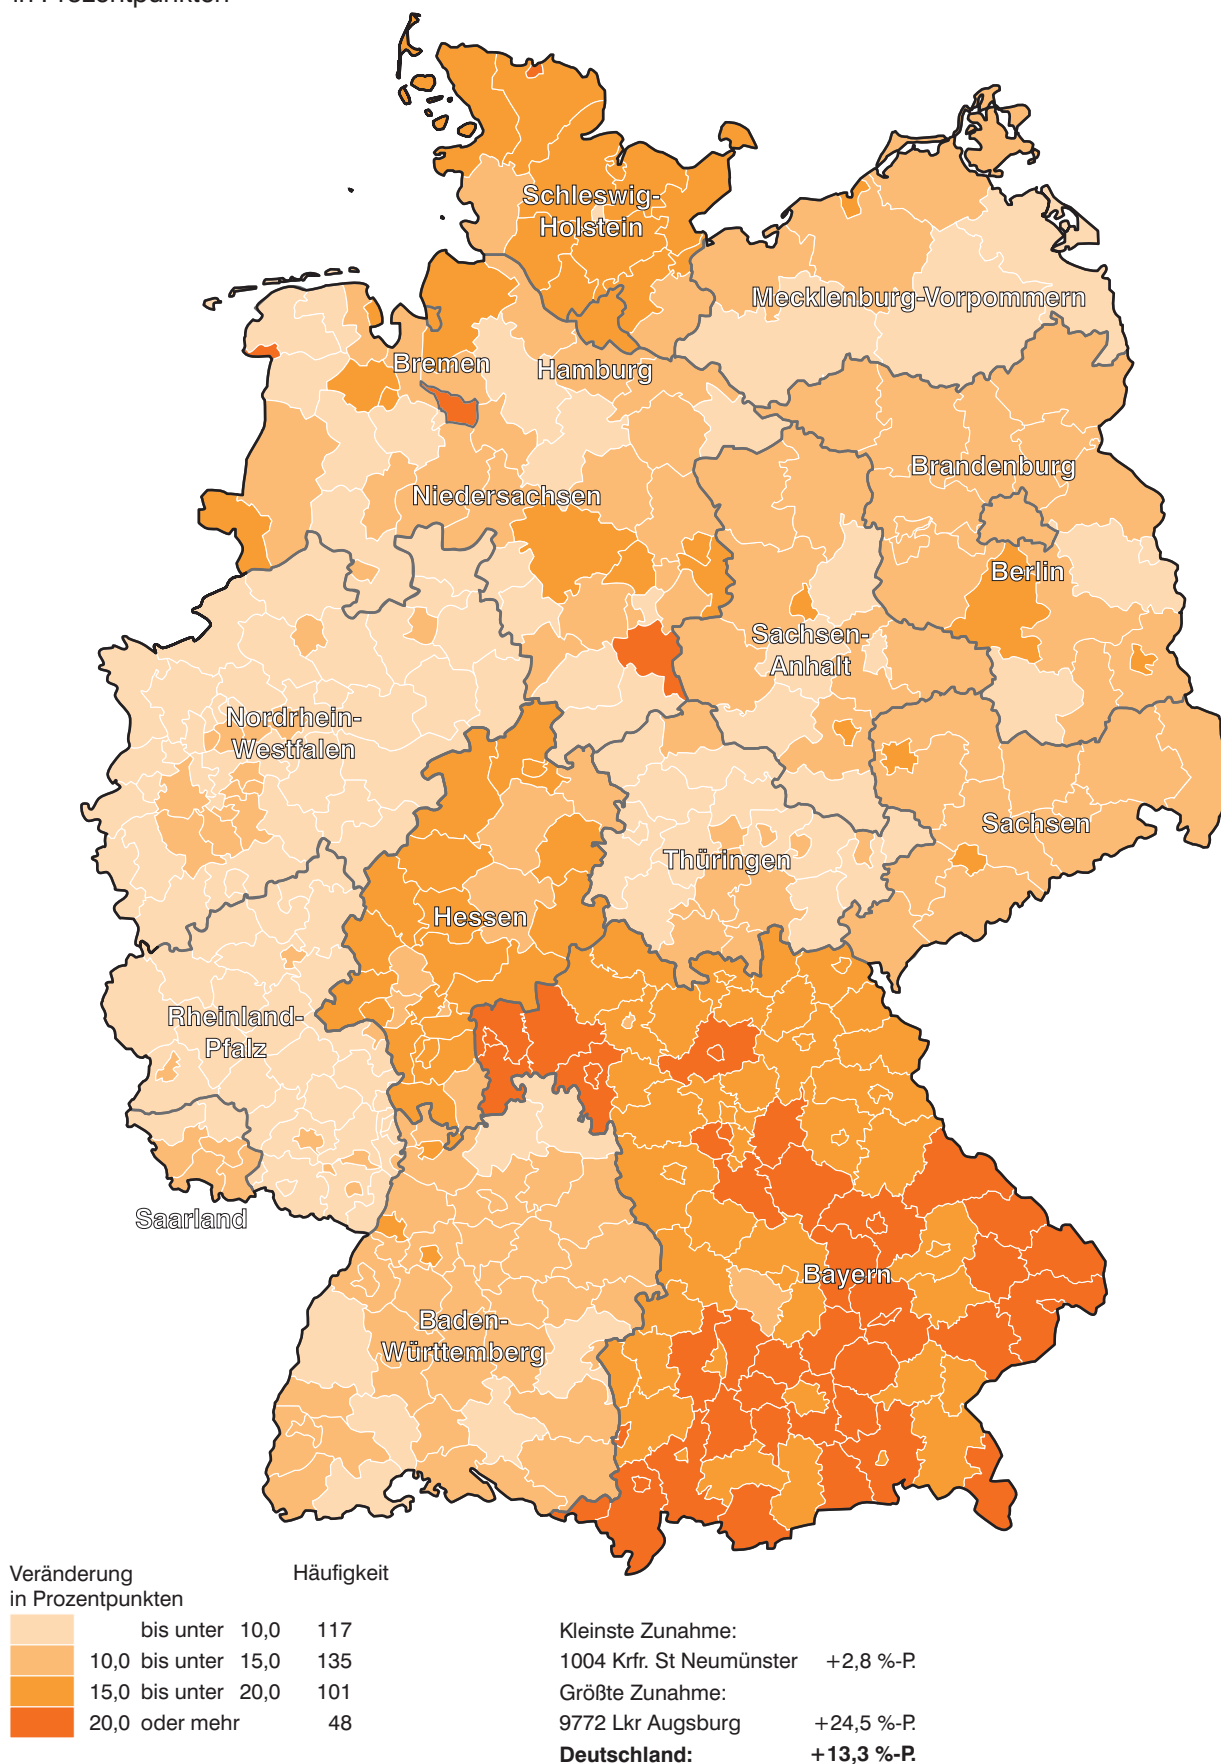 in Prozentpunkten
Schleswig-
Holstein
Mecklenburg-Vorpommern
Bremen
Hamburg
Brandenburg
Niedersachsen
Berlin
Sachsen-
Anhalt
Nordrhein-
Westfalen
Sachsen
Thüringen
Hessen
Rheinland-
Pfalz
Saarland
Bayern
Baden-
Württemberg
Veränderung Häufigkeit
in Prozentpunkten
bis unter 10,0 117
10,0 bis unter 15,0 135
15,0 bis unter 20,0 101
20,0 oder mehr 48
Kleinste Zunahme:
1004 Krfr. St Neumünster +2,8 %-P.
Größte Zunahme:
9772 Lkr Augsburg +24,5 %-P.
Deutschland: +13,3 %-P.